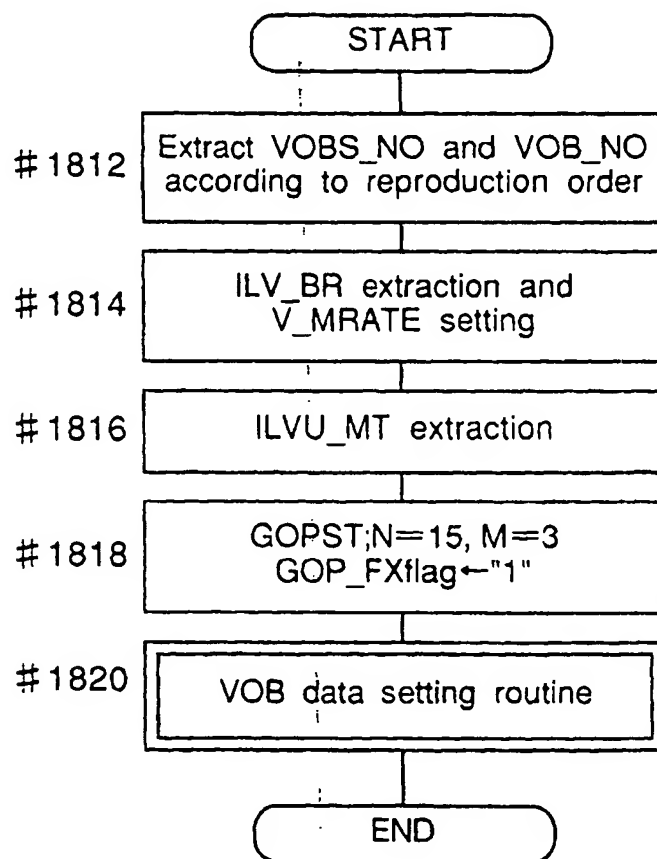 START
#1812
Extract VOBS_NO and VOB_NO
according to reproduction order
#1814
ILV_BR extraction and
V_MRATE setting
#1816
ILVU_MT extraction
#1818
GOPST;N=15, M=3
GOP_FXflag←"1"
#1820
VOB data setting routine
END